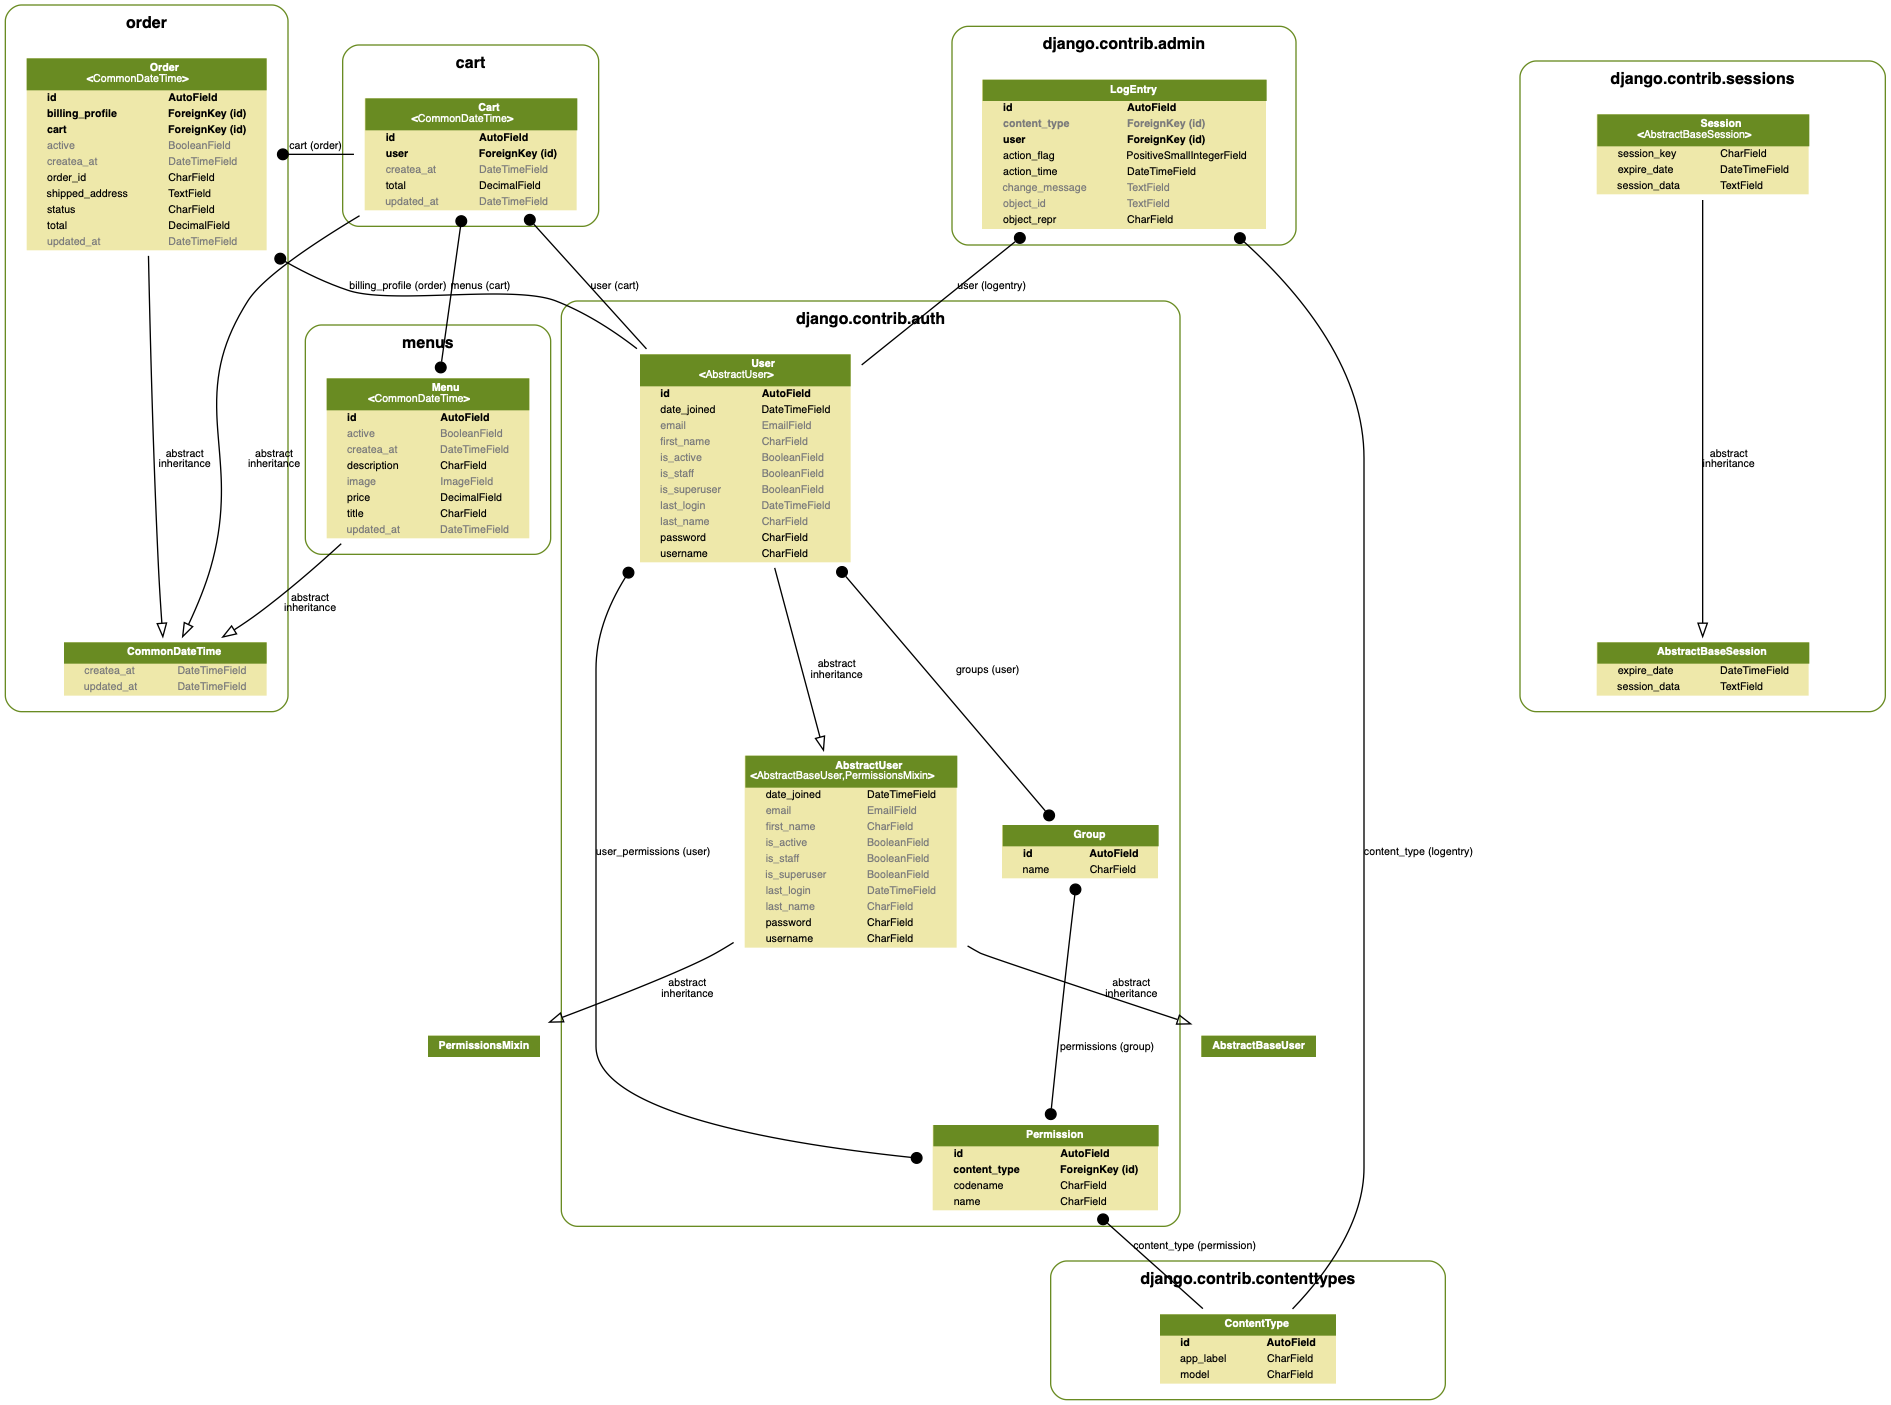 order
Order
<CommonDateTime>
id AutoField
billing_profile ForeignKey (id)
cart ForeignKey (id)
active BooleanField
createa_at DateTimeField
order_id CharField
shipped_address TextField
status CharField
total DecimalField
updated_at DateTimeField
cart (order)
cart
Cart
<CommonDateTime>
id AutoField
user ForeignKey (id)
createa_at DateTimeField
total DecimalField
updated_at DateTimeField
django.contrib.admin
LogEntry
id AutoField
content_type ForeignKey (id)
user ForeignKey (id)
action_flag PositiveSmallIntegerField
action_time DateTimeField
change_message TextField
object_id TextField
object_repr CharField
django.contrib.sessions
Session
<AbstractBaseSession>
session_key CharField
expire_date DateTimeField
session_data TextField
billing_profile (order)
menus (cart)
user (cart)
user (logentry)
menus
Menu
<CommonDateTime>
id AutoField
active BooleanField
createa_at DateTimeField
description CharField
image ImageField
price DecimalField
title CharField
updated_at DateTimeField
django.contrib.auth
User
<AbstractUser>
id AutoField
date_joined DateTimeField
email EmailField
first_name CharField
is_active BooleanField
is_staff BooleanField
is_superuser BooleanField
last_login DateTimeField
last_name CharField
password CharField
username CharField
abstract
inheritance
abstract
inheritance
abstract
inheritance
abstract
inheritance
CommonDateTime
createa_at DateTimeField
updated_at DateTimeField
AbstractBaseSession
expire_date DateTimeField
session_data TextField
abstract
inheritance
groups (user)
AbstractUser
<AbstractBaseUser,PermissionsMixin>
date_joined DateTimeField
email EmailField
first_name CharField
is_active BooleanField
is_staff BooleanField
is_superuser BooleanField
last_login DateTimeField
last_name CharField
password CharField
username CharField
Group
id AutoField
name CharField
user_permissions (user)
content_type (logentry)
abstract
inheritance
abstract
inheritance
PermissionsMixin
permissions (group)
AbstractBaseUser
Permission
id AutoField
content_type ForeignKey (id)
codename CharField
name CharField
content_type (permission)
django.contrib.contenttypes
ContentType
id AutoField
app_label CharField
model CharField